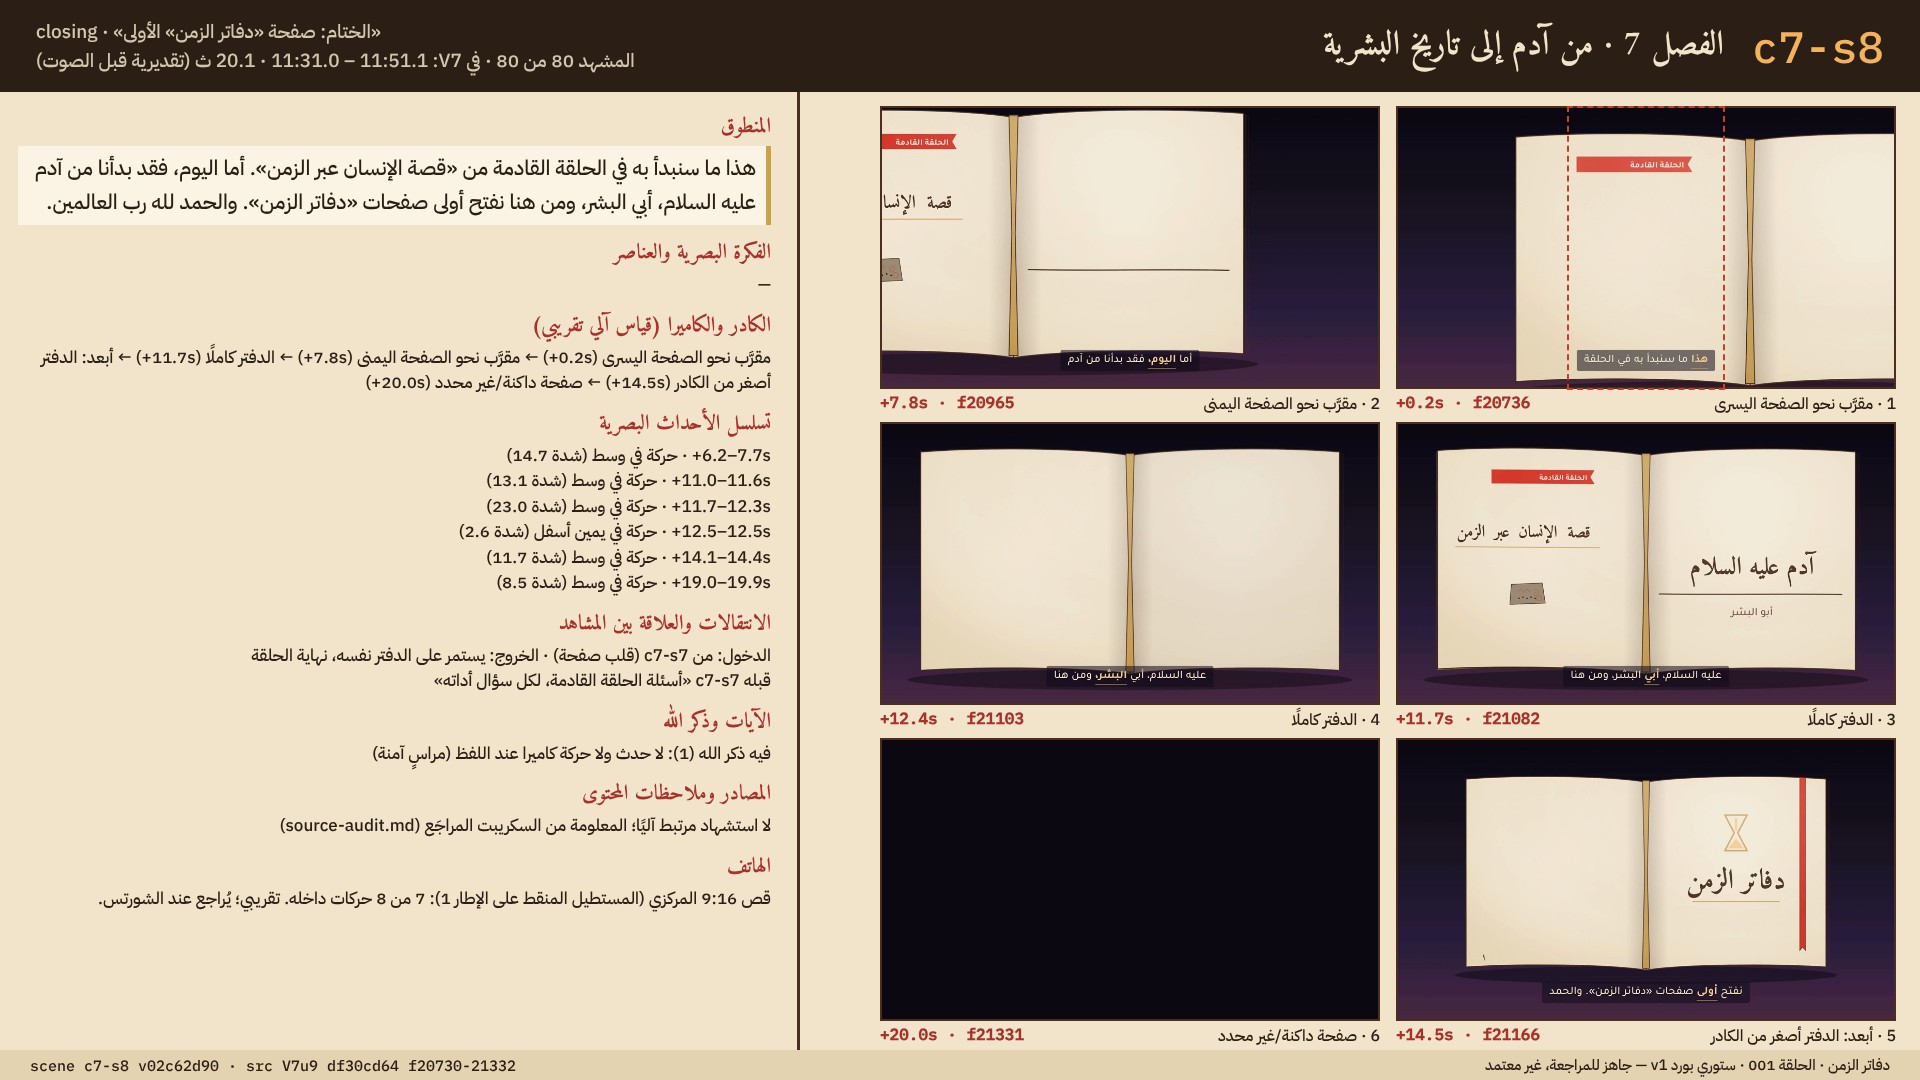 c7-s8
الفصل 7 · من آدم إلى تاريخ البشرية
«الختام: صفحة «دفاتر الزمن» الأولى» · closing
المشهد 80 من 80 · في V7: 11:31.0 – 11:51.1 · 20.1 ث (تقديرية قبل الصوت)
الحلقة القادمة
هذا ما سنبدأ به في الحلقة
1 · مقرَّب نحو الصفحة اليسرى
+0.2s · f20736
الحلقة القادمة
قصة الإنسا
أما اليوم، فقد بدأنا من آدم
2 · مقرَّب نحو الصفحة اليمنى
+7.8s · f20965
الحلقة القادمة
قصة الإنسان عبر الزمن
آدم عليه السلام
أبو البشر
عليه السلام، أبي البشر، ومن هنا
3 · الدفتر كاملًا
+11.7s · f21082
عليه السلام، أبي البشر، ومن هنا
4 · الدفتر كاملًا
+12.4s · f21103
دفاتر الزمن
١
نفتح أولى صفحات «دفاتر الزمن». والحمد
5 · أبعد: الدفتر أصغر من الكادر
+14.5s · f21166
6 · صفحة داكنة/غير محدد
+20.0s · f21331
المنطوق
هذا ما سنبدأ به في الحلقة القادمة من «قصة الإنسان عبر الزمن». أما اليوم، فقد بدأنا من آدم
عليه السلام، أبي البشر، ومن هنا نفتح أولى صفحات «دفاتر الزمن». والحمد لله رب العالمين.
الفكرة البصرية والعناصر
—
الكادر والكاميرا (قياس آلي تقريبي)
مقرَّب نحو الصفحة اليسرى (+0.2s) ← مقرَّب نحو الصفحة اليمنى (+7.8s) ← الدفتر كاملًا (+11.7s) ← أبعد: الدفتر
أصغر من الكادر (+14.5s) ← صفحة داكنة/غير محدد (+20.0s)
تسلسل الأحداث البصرية
+6.2–7.7s · حركة في وسط (شدة 14.7)
+11.0–11.6s · حركة في وسط (شدة 13.1)
+11.7–12.3s · حركة في وسط (شدة 23.0)
+12.5–12.5s · حركة في يمين أسفل (شدة 2.6)
+14.1–14.4s · حركة في وسط (شدة 11.7)
+19.0–19.9s · حركة في وسط (شدة 8.5)
الانتقالات والعلاقة بين المشاهد
الدخول: من c7-s7 (قلب صفحة) · الخروج: يستمر على الدفتر نفسه، نهاية الحلقة
قبله c7-s7 «أسئلة الحلقة القادمة، لكل سؤال أداته»
الآيات وذكر الله
فيه ذكر الله (1): لا حدث ولا حركة كاميرا عند اللفظ (مراسٍ آمنة)
المصادر وملاحظات المحتوى
لا استشهاد مرتبط آليًا؛ المعلومة من السكريبت المراجَع (source-audit.md)
الهاتف
قص 9:16 المركزي (المستطيل المنقط على الإطار 1): 7 من 8 حركات داخله. تقريبي؛ يُراجع عند الشورتس.
دفاتر الزمن · الحلقة 001 · ستوري بورد v1 — جاهز للمراجعة، غير معتمد
scene c7-s8 v02c62d90 · src V7u9 df30cd64 f20730-21332